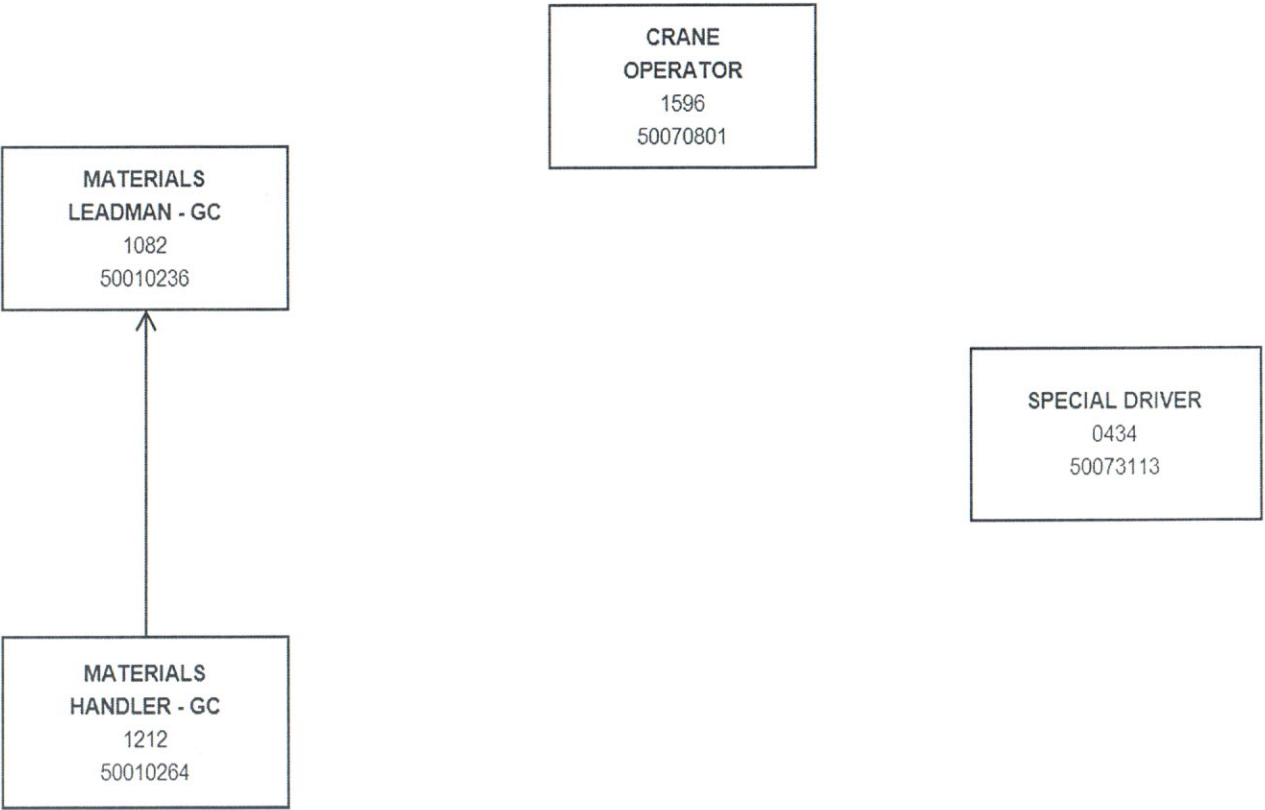 CRANE
OPERATOR
1596
50070801
MATERIALS
LEADMAN - GC
1082
50010236
SPECIAL DRIVER
0434
50073113
MATERIALS
HANDLER - GC
1212
50010264